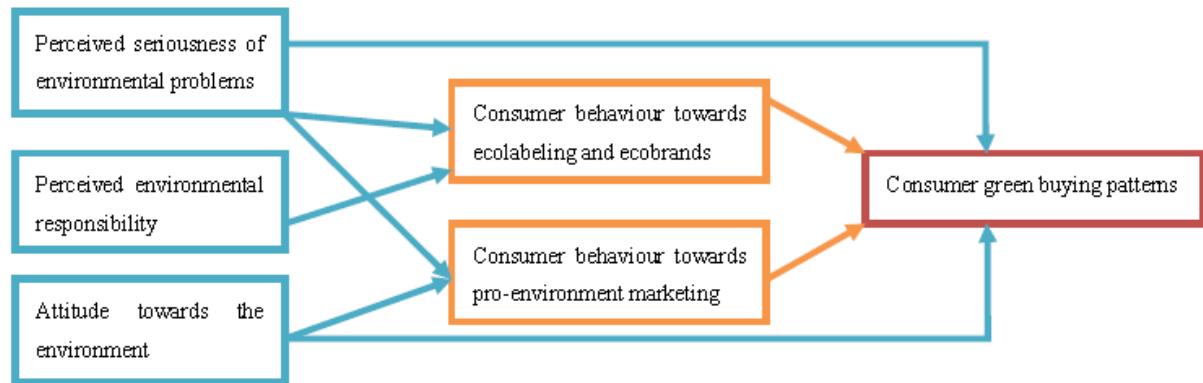 Perceived seriousness of
environmental problems
Consumer behaviour towards
ecolabeling and ecobrands
Perceived environmental
responsibility
Consumer green buying patterns
Consumer behaviour towards
pro-environment marketing
Attitude towards the
environment